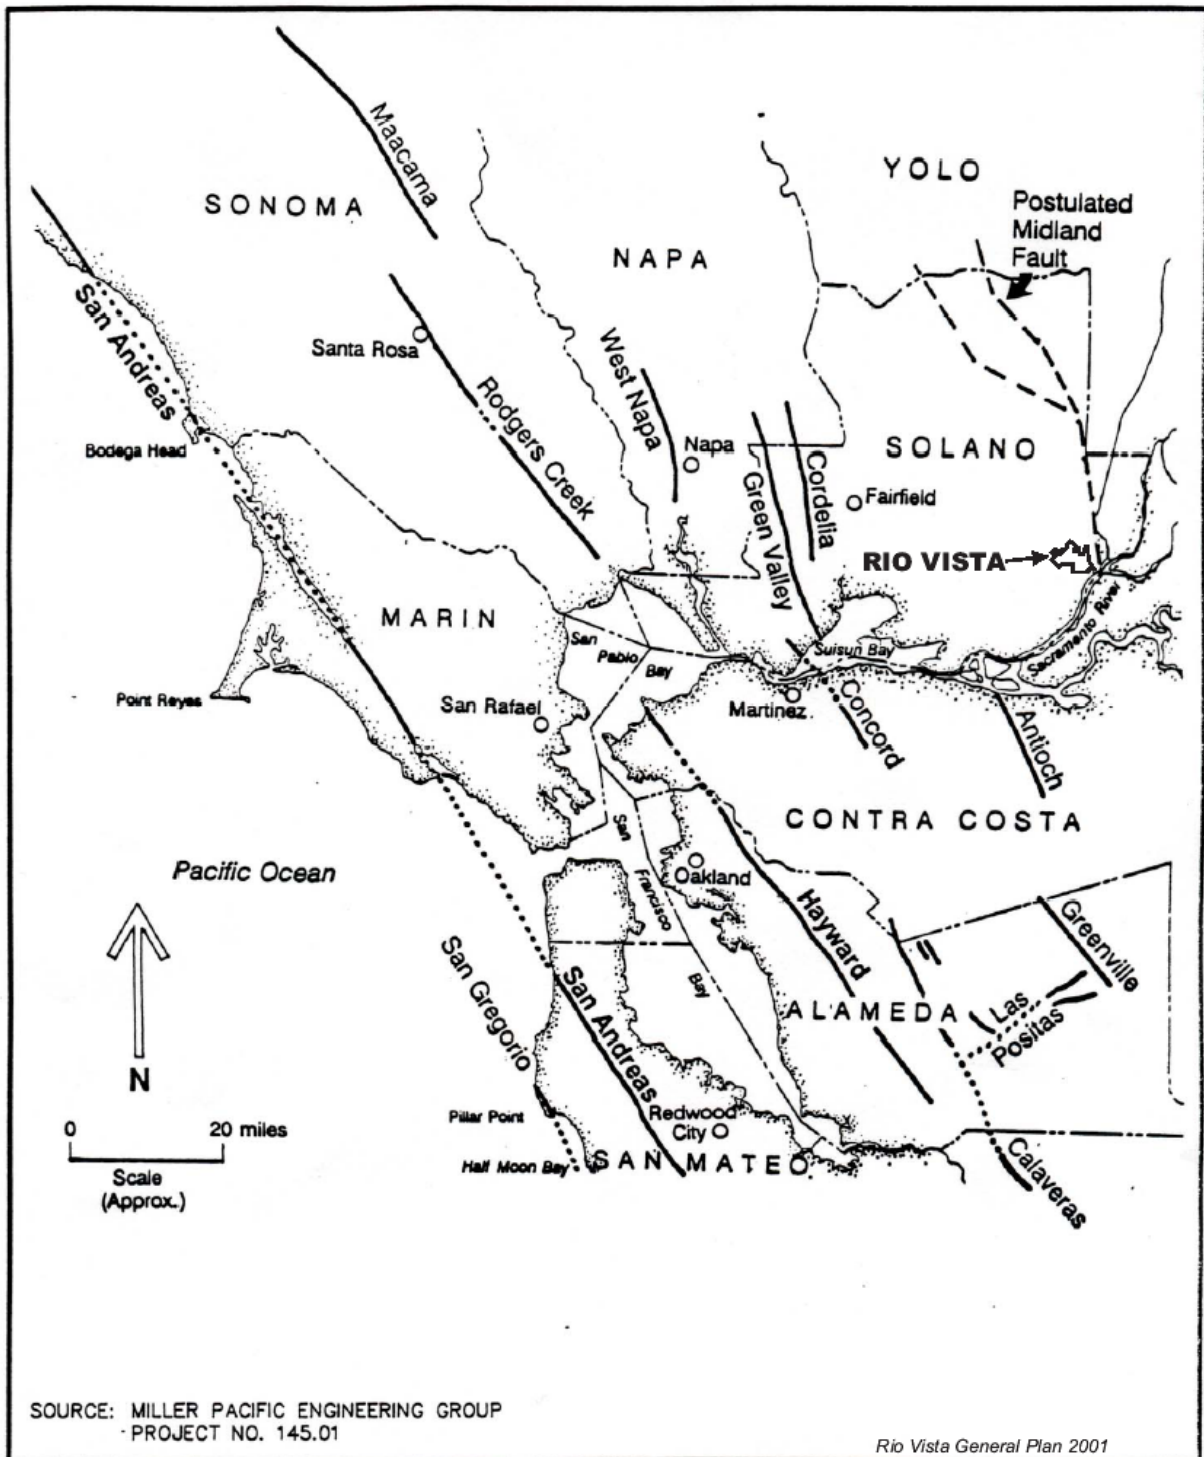 Maacama
YOLO
SONOMA
Postulated
Midland
Fault
NAPA
San Andreas
Santa Rosa
West Napa
Rodgers Creek
Bodega Head
Napa
SOLANO
Cordelia
Green Valley
Fairfield
RIO VISTA
MARIN
San
Pablo
Bay
Suisun Bay
Sacramento River
Point Reyes
San Rafael
Martinez
Concord
Antioch
CONTRA COSTA
San
Francisco
Bay
Oakland
Pacific Ocean
Hayward
Greenville
San Gregorio
San Andreas
ALAMEDA
Las
Positas
N
Pillar Point
Redwood
City
0 20 miles
Half Moon Bay
SAN MATEO
Calaveras
Scale
(Approx.)
SOURCE: MILLER PACIFIC ENGINEERING GROUP
PROJECT NO. 145.01
Rio Vista General Plan 2001